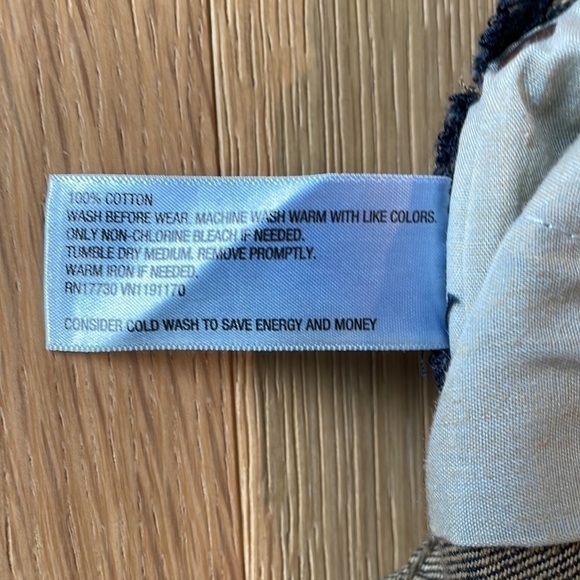 100% COTTON
WASH BEFORE WEAR. MACHINE WASH WARM WITH LIKE COLORS.
ONLY NON-CHLORINE BLEACH IF NEEDED.
TUMBLE DRY MEDIUM. REMOVE PROMPTLY.
WARM IRON IF NEEDED.
RN17730 VN1191170
CONSIDER COLD WASH TO SAVE ENERGY AND MONEY